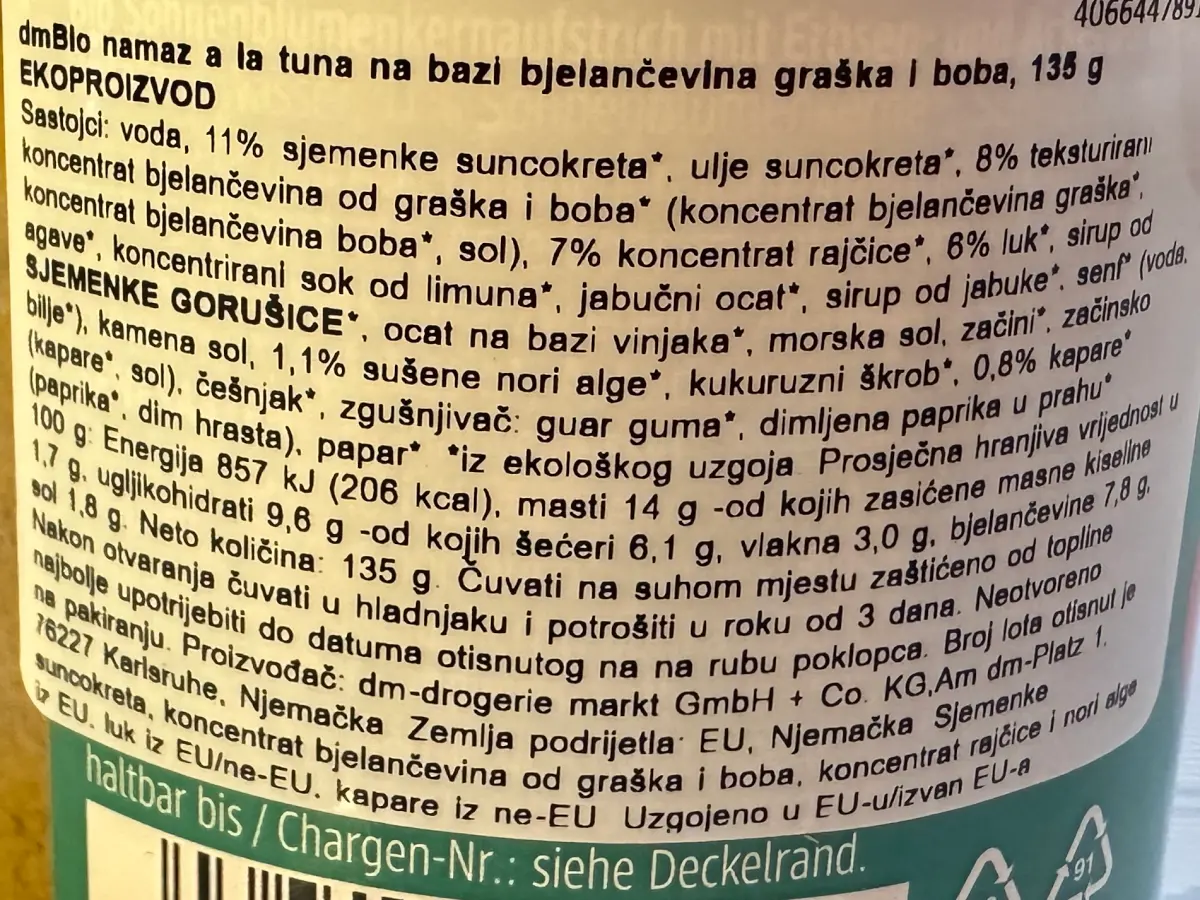 406644789
dmBio namaz a la tuna na bazi bjelančevina graška i boba, 135 g
EKOPROIZVOD
Sastojci: voda, 11% sjemenke suncokreta*, ulje suncokreta*, 8% teksturirani
koncentrat bjelančevina od graška i boba* (koncentrat bjelančevina graška*,
koncentrat bjelančevina boba*, sol), 7% koncentrat rajčice*, 6% luk*, sirup od
agave*, koncentrirani sok od limuna*, jabučni ocat*, sirup od jabuke*, senf* (voda,
SJEMENKE GORUŠICE*, ocat na bazi vinjaka*, morska sol, začini*, začinsko
bilje*), kamena sol, 1,1% sušene nori alge*, kukuruzni škrob*, 0,8% kapare*
(kapare*, sol), češnjak*, zgušnjivač: guar guma*, dimljena paprika u prahu*
(paprika*, dim hrasta), papar* *iz ekološkog uzgoja Prosječna hranjiva vrijednost u
100 g: Energija 857 kJ (206 kcal), masti 14 g -od kojih zasićene masne kiseline
1,7 g, ugljikohidrati 9,6 g -od kojih šećeri 6,1 g, vlakna 3,0 g, bjelančevine 7,8 g,
sol 1,8 g. Neto količina: 135 g. Čuvati na suhom mjestu zaštićeno od topline
Nakon otvaranja čuvati u hladnjaku i potrošiti u roku od 3 dana. Neotvoreno
najbolje upotrijebiti do datuma otisnutog na na rubu poklopca. Broj lota otisnut je
na pakiranju. Proizvođač: dm-drogerie markt GmbH + Co. KG,Am dm-Platz 1,
76227 Karlsruhe, Njemačka Zemlja podrijetla: EU, Njemačka Sjemenke
suncokreta, koncentrat bjelančevina od graška i boba, koncentrat rajčice i nori alge
iz EU, luk iz EU/ne-EU, kapare iz ne-EU Uzgojeno u EU-u/izvan EU-a
haltbar bis / Chargen-Nr.: siehe Deckelrand.
91